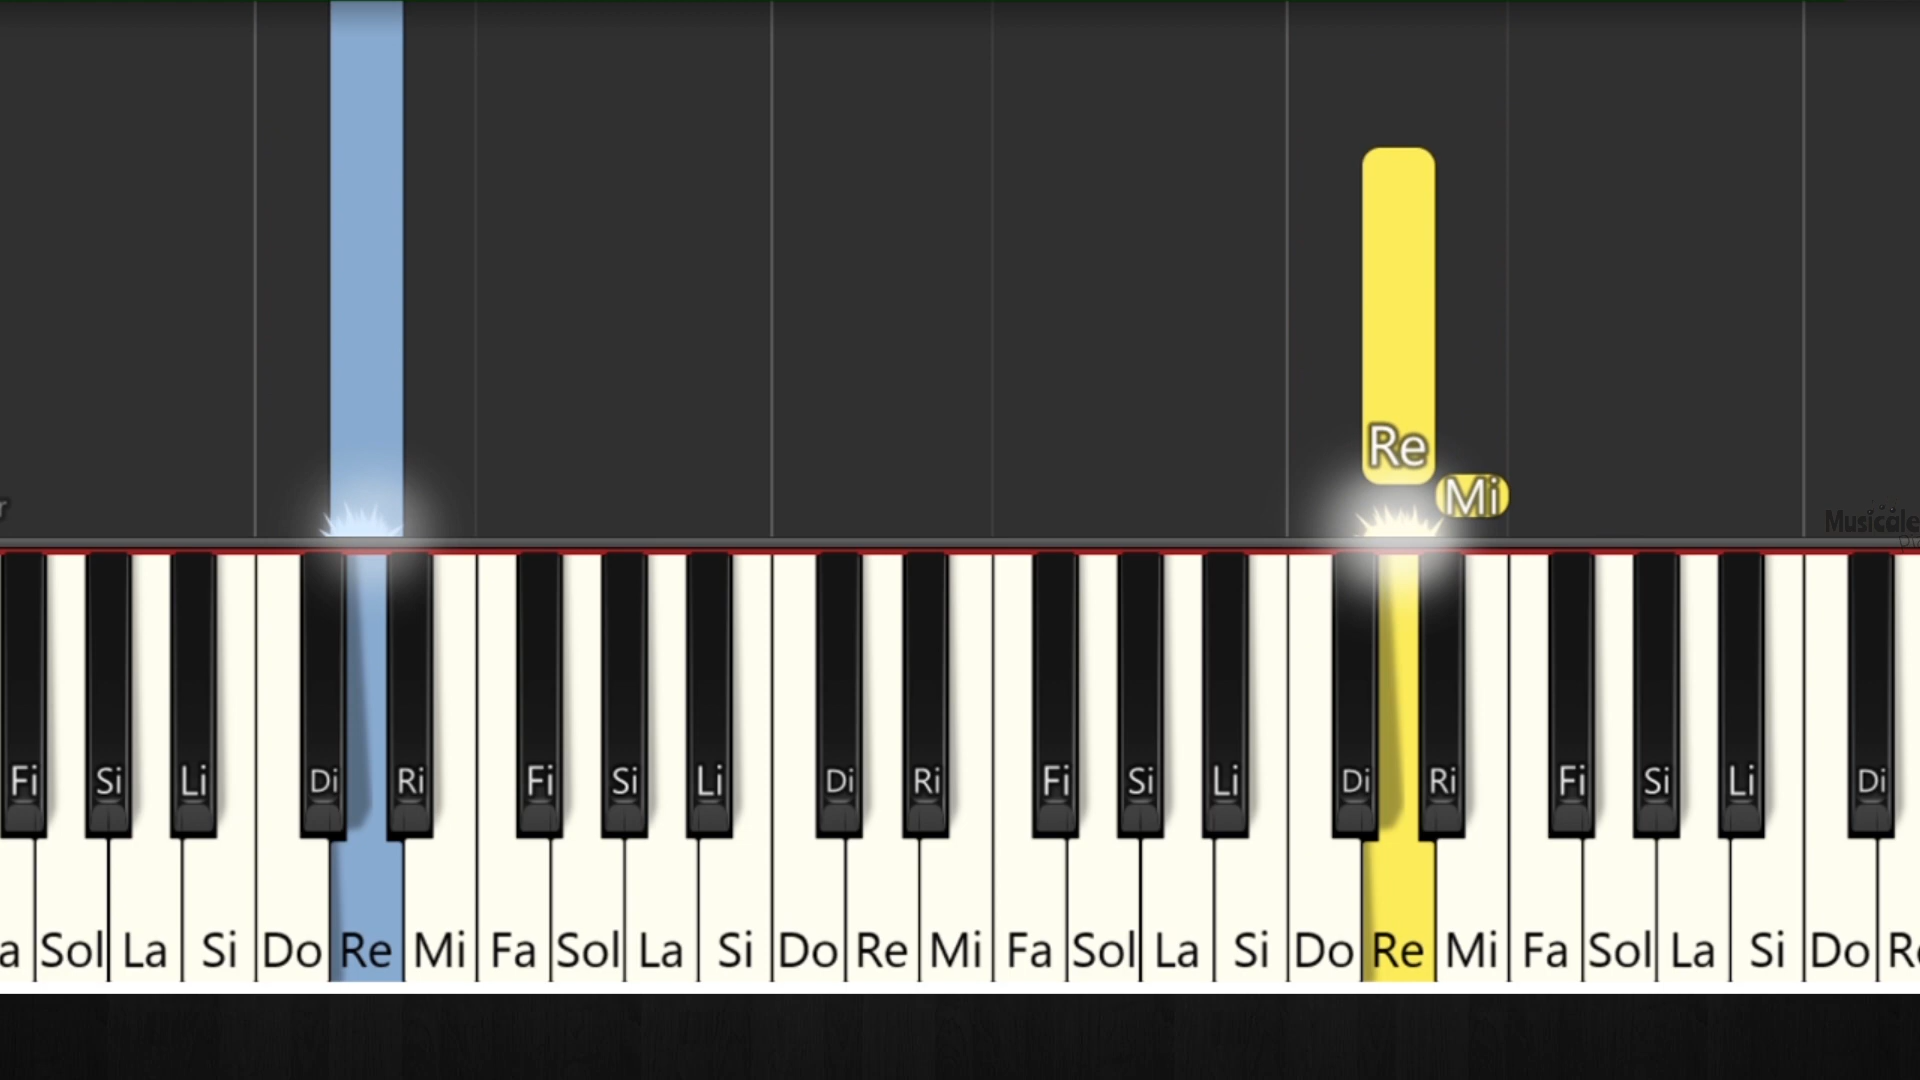 Re
Mi
r
Musicale
Di
Fi Si Li Di Ri Fi Si Li Di Ri Fi Si Li Di Ri Fi Si Li Di
a Sol La Si Do Re Mi Fa Sol La Si Do Re Mi Fa Sol La Si Do Re Mi Fa Sol La Si Do Re